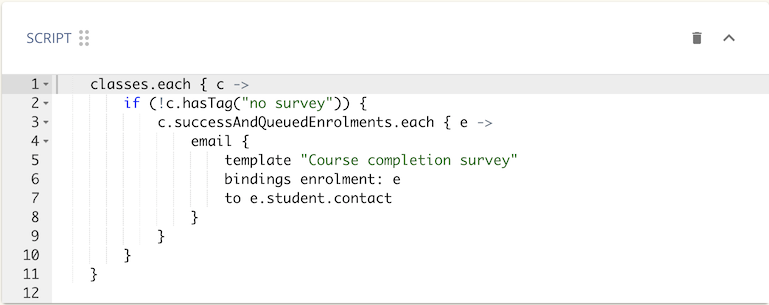 SCRIPT
1 classes.each { c ->
2 if (!c.hasTag("no survey")) {
3 c.successAndQueuedEnrolments.each { e ->
4 email {
5 template "Course completion survey"
6 bindings enrolment: e
7 to e.student.contact
8 }
9 }
10 }
11 }
12